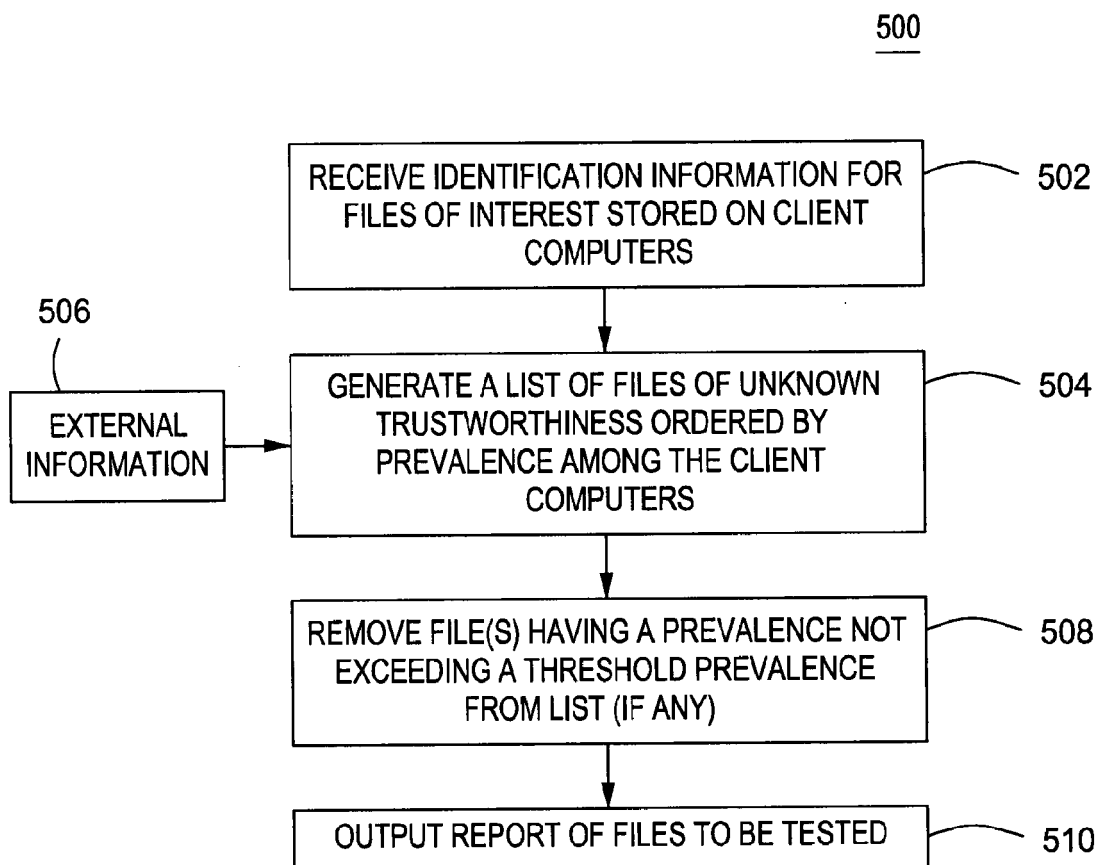 500
RECEIVE IDENTIFICATION INFORMATION FOR
FILES OF INTEREST STORED ON CLIENT
COMPUTERS
502
506
EXTERNAL
INFORMATION
GENERATE A LIST OF FILES OF UNKNOWN
TRUSTWORTHINESS ORDERED BY
PREVALENCE AMONG THE CLIENT
COMPUTERS
504
REMOVE FILE(S) HAVING A PREVALENCE NOT
EXCEEDING A THRESHOLD PREVALENCE
FROM LIST (IF ANY)
508
OUTPUT REPORT OF FILES TO BE TESTED
510